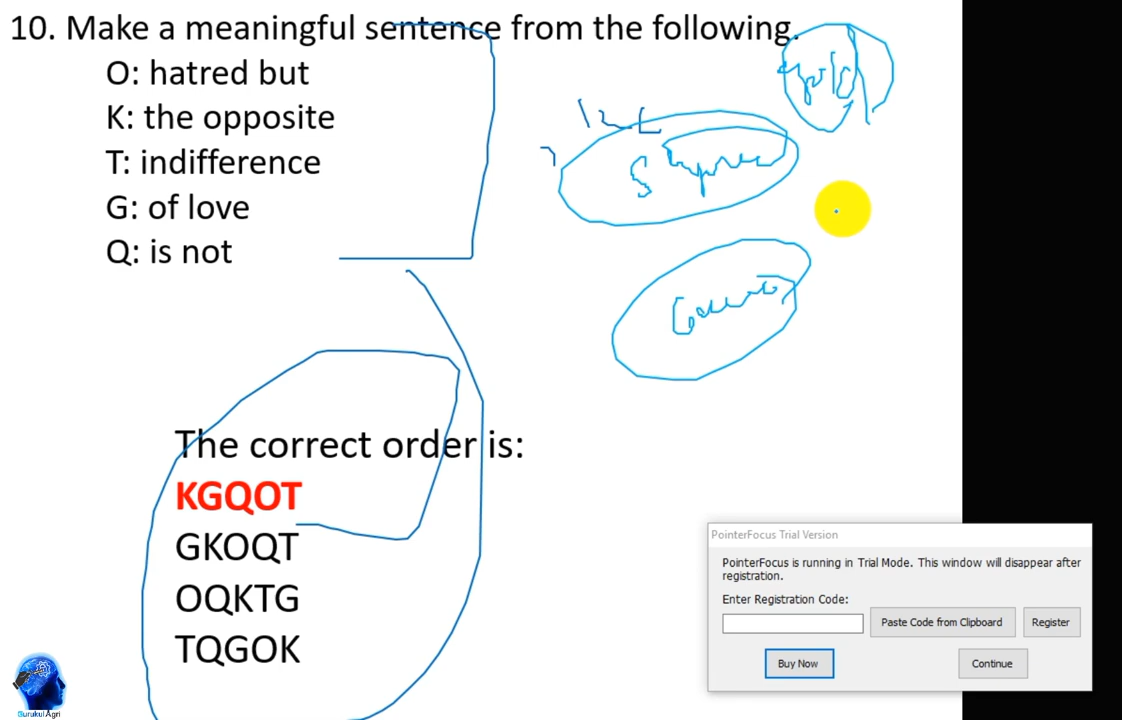 10. Make a meaningful sentence from the following.
O: hatred but
K: the opposite
T: indifference
G: of love
Q: is not
The correct order is:
KGQOT
GKOQT
OQKTG
TQGOK
PointerFocus Trial Version
PointerFocus is running in Trial Mode. This window will disappear after
registration.
Enter Registration Code:
Paste Code from Clipboard
Register
Buy Now
Continue
Gurukul Agri